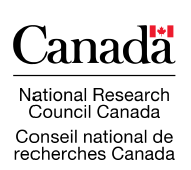 Canada
National Research
Council Canada
Conseil national de
recherches Canada